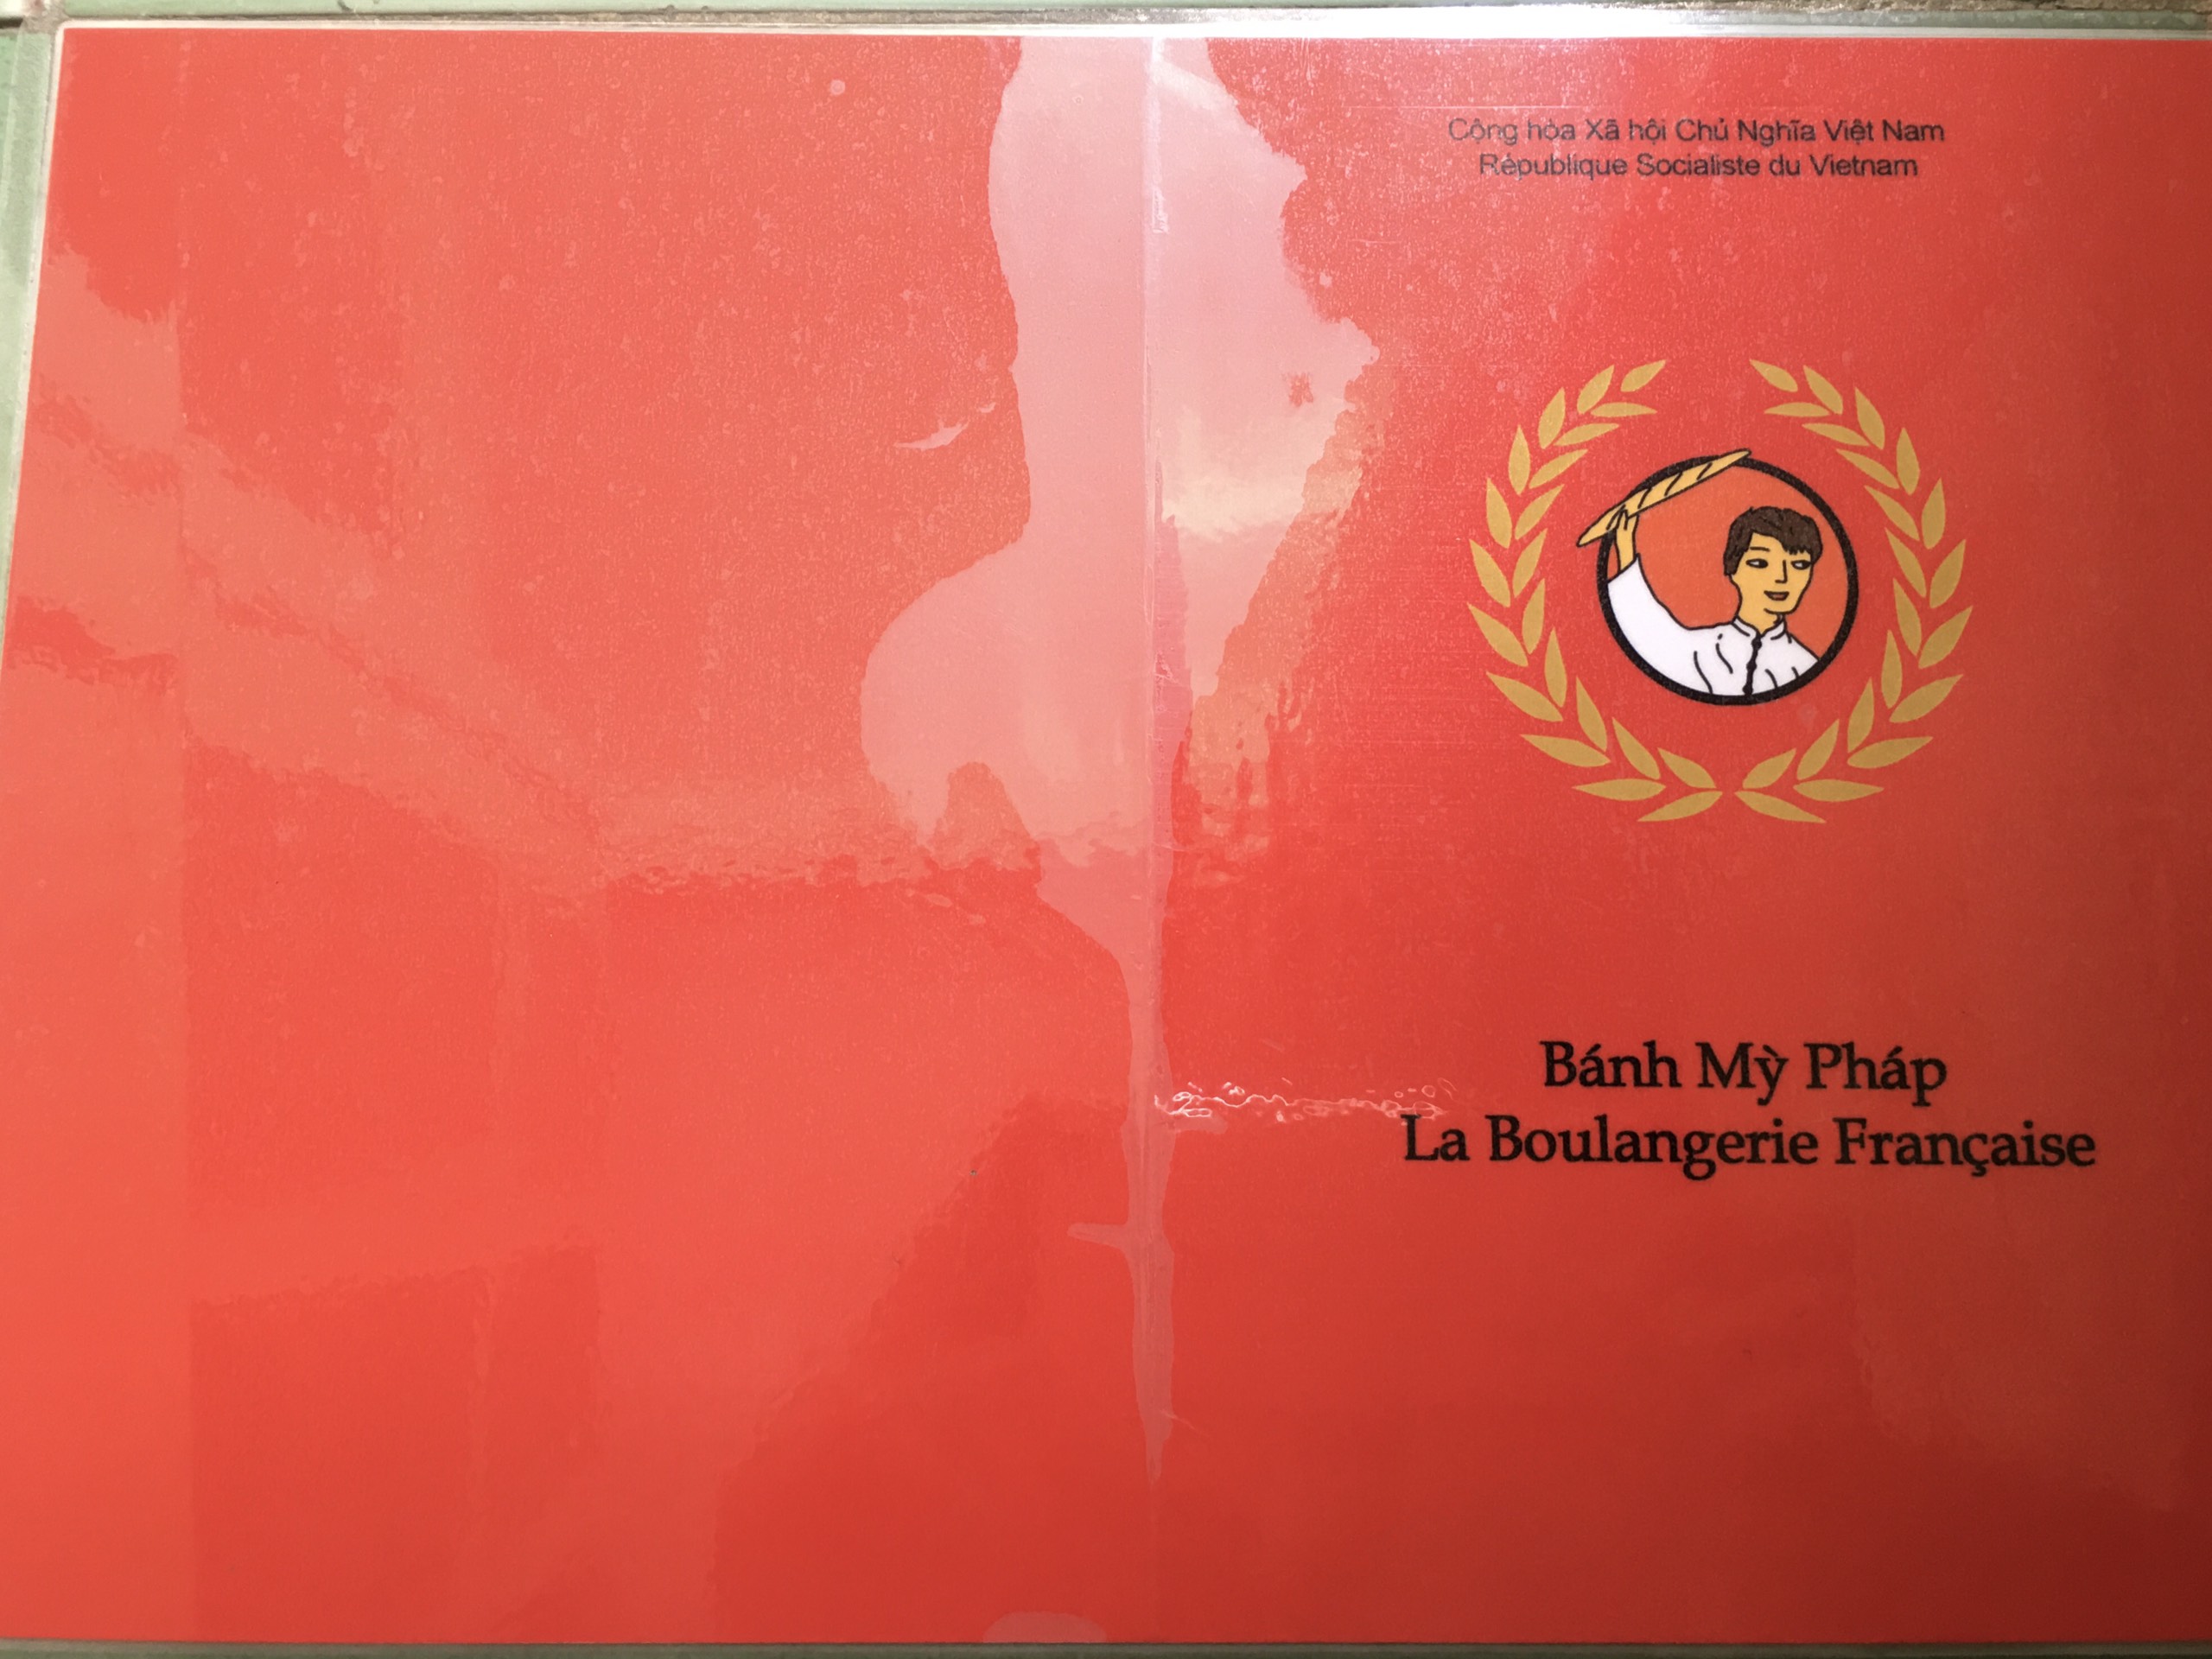 Cộng hòa Xã hội Chủ Nghĩa Việt Nam
République Socialiste du Vietnam
Bánh Mỳ Pháp
La Boulangerie Française